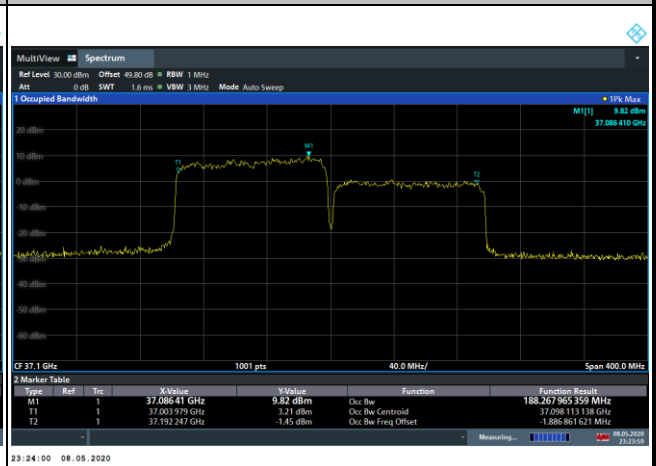 MultiView Spectrum
Ref Level 30.00 dBm Offset 49.80 dB RBW 1 MHz
Att 0 dB SWT 1.6 ms VBW 3 MHz Mode Auto Sweep
1 Occupied Bandwidth 1Pk Max
M1[1] 9.82 dBm
37.086 410 GHz
20 dBm
M1
10 dBm
T1
T2
0 dBm
-10 dBm
-20 dBm
-40 dBm
-50 dBm
-60 dBm
CF 37.1 GHz 1001 pts 40.0 MHz/ Span 400.0 MHz
2 Marker Table
Type Ref Trc X-Value Y-Value Function Function Result
M1 1 37.086 41 GHz 9.82 dBm Occ Bw 188.267 965 359 MHz
T1 1 37.003 979 GHz 3.21 dBm Occ Bw Centroid 37.098 113 138 GHz
T2 1 37.192 247 GHz -1.45 dBm Occ Bw Freq Offset -1.886 861 621 MHz
Measuring... 08.05.2020
23:23:59
23:24:00 08.05.2020